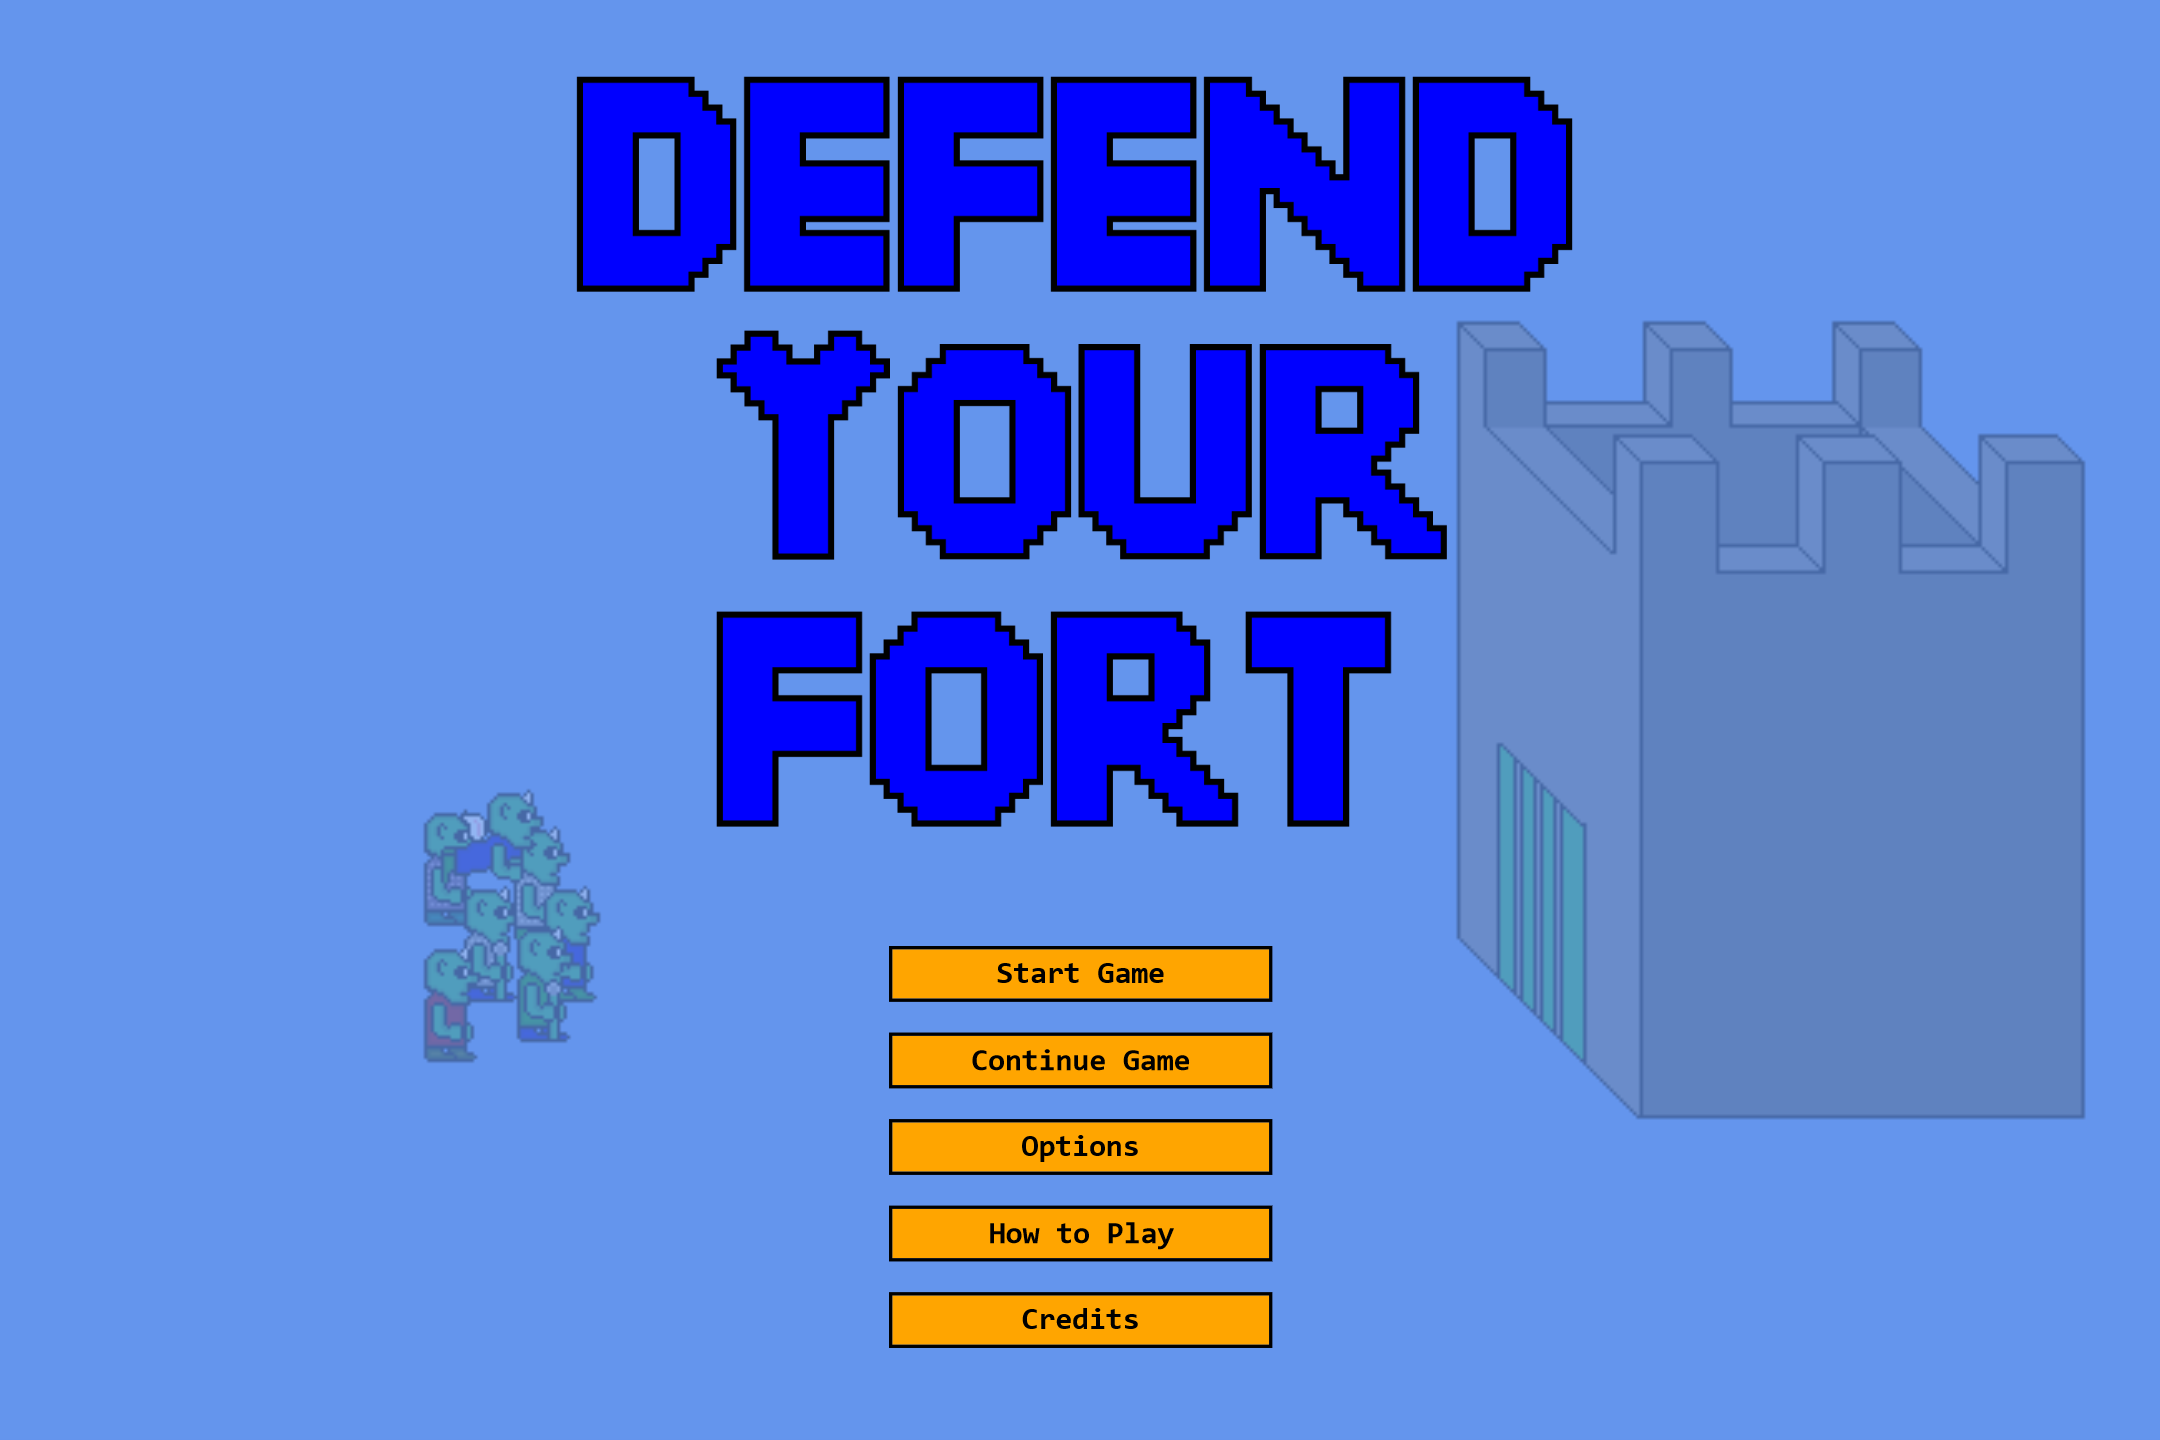 DEFEND
YOUR
FORT
Start Game
Continue Game
Options
How to Play
Credits